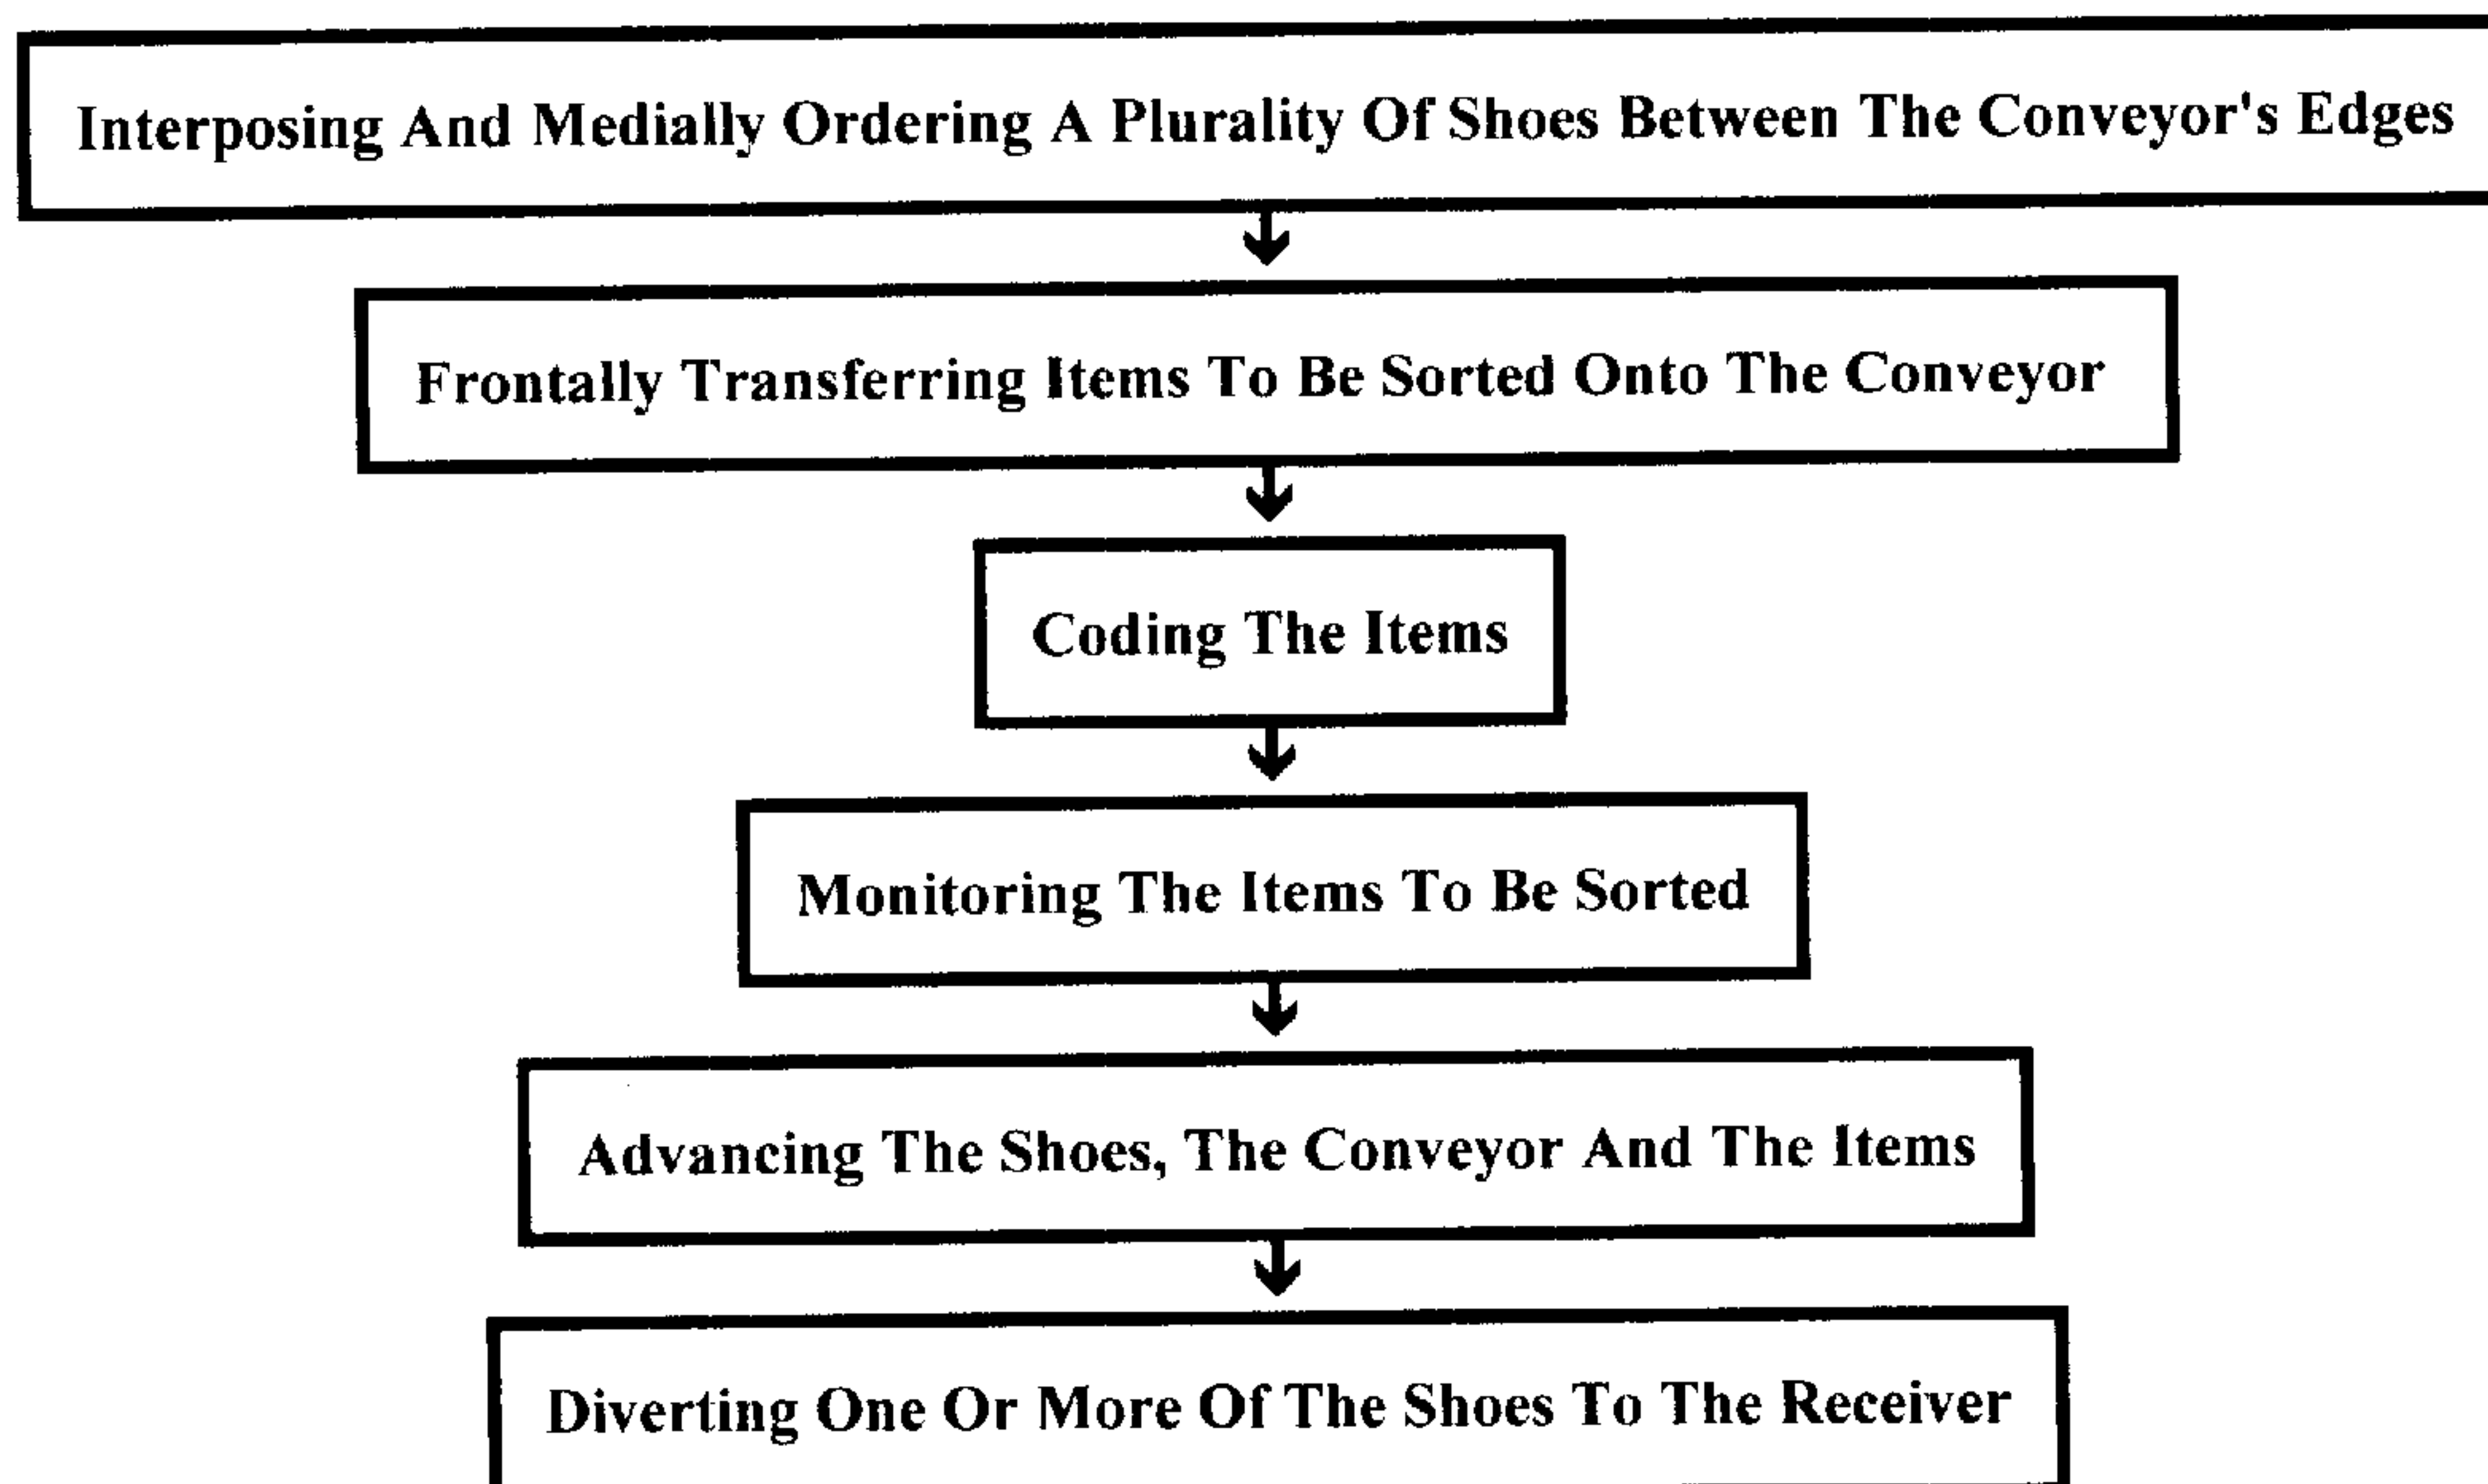 Interposing And Medially Ordering A Plurality Of Shoes Between The Conveyor's Edges
Frontally Transferring Items To Be Sorted Onto The Conveyor
Coding The Items
Monitoring The Items To Be Sorted
Advancing The Shoes, The Conveyor And The Items
Diverting One Or More Of The Shoes To The Receiver